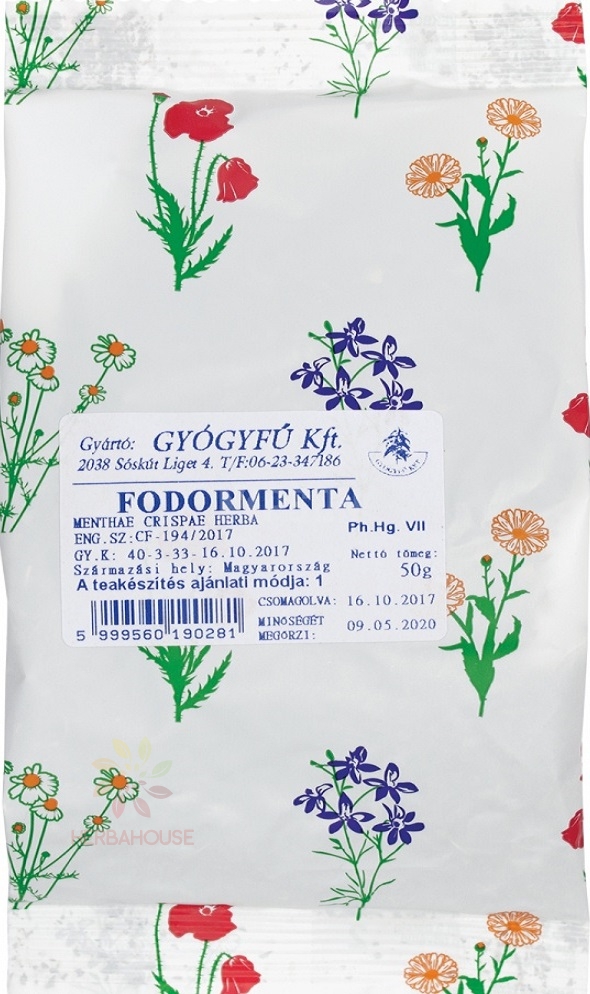 Gyártó: GYÓGYFŰ Kft.
2038 Sóskút Liget 4. T/F:06-23-347186
FODORMENTA
MENTHAE CRISPAE HERBA Ph.Hg. VII
ENG.SZ:CF-194/2017
GY.K: 40-3-33-16.10.2017 Nettó tömeg:
Származási hely: Magyarország 50g
A teakészítés ajánlati módja: 1
CSOMAGOLVA: 16.10.2017
MINŐSÉGÉT
MEGŐRZI: 09.05.2020
5 999560 190281
HERBAHOUSE